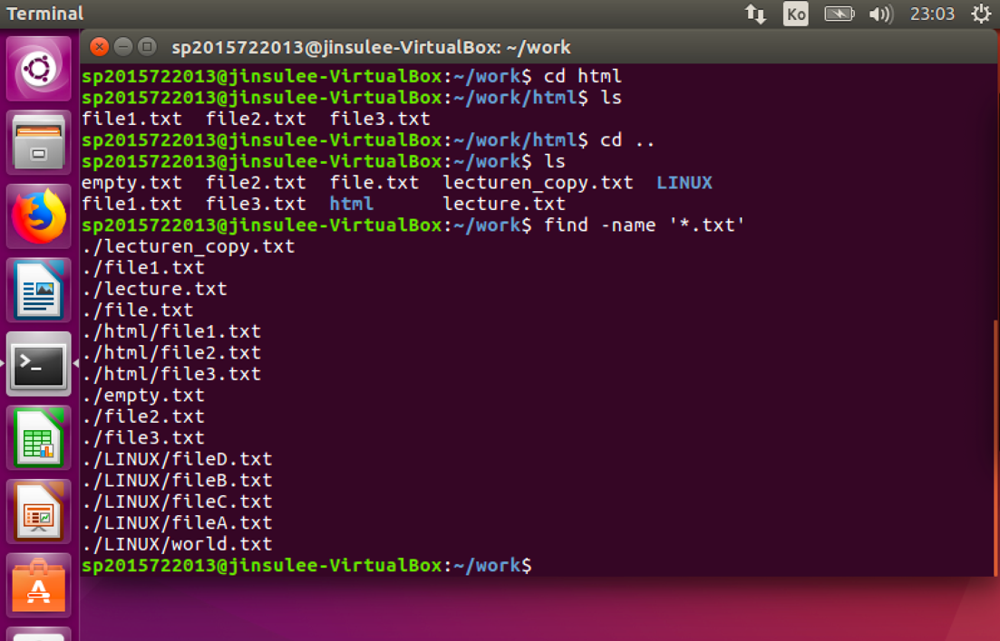 Terminal
Ko
23:03
sp2015722013@jinsulee-VirtualBox: ~/work
sp2015722013@jinsulee-VirtualBox:~/work$ cd html
sp2015722013@jinsulee-VirtualBox:~/work/html$ ls
file1.txt  file2.txt  file3.txt
sp2015722013@jinsulee-VirtualBox:~/work/html$ cd ..
sp2015722013@jinsulee-VirtualBox:~/work$ ls
empty.txt  file2.txt  file.txt  lecturen_copy.txt  LINUX
file1.txt  file3.txt  html      lecture.txt
sp2015722013@jinsulee-VirtualBox:~/work$ find -name '*.txt'
./lecturen_copy.txt
./file1.txt
./lecture.txt
./file.txt
./html/file1.txt
./html/file2.txt
./html/file3.txt
./empty.txt
./file2.txt
./file3.txt
./LINUX/fileD.txt
./LINUX/fileB.txt
./LINUX/fileC.txt
./LINUX/fileA.txt
./LINUX/world.txt
sp2015722013@jinsulee-VirtualBox:~/work$